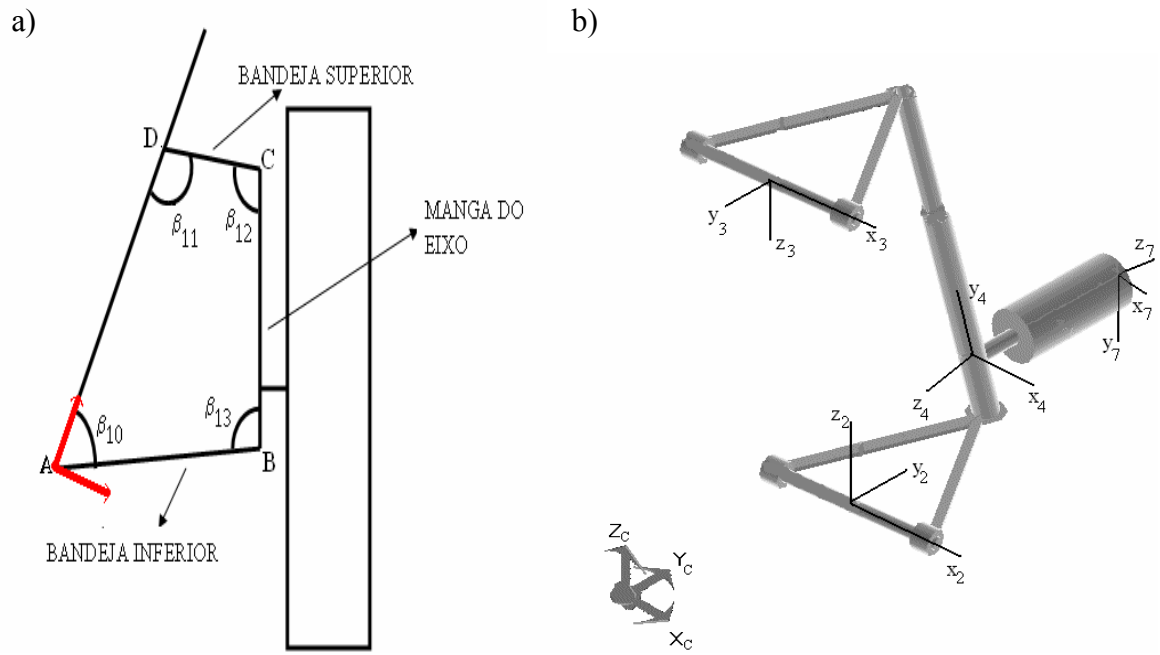 a)
BANDEJA SUPERIOR
D
C
β11
β12
MANGA DO
EIXO
β10
β13
A
B
BANDEJA INFERIOR
b)
y3
z3
x3
z7
x7
y7
y4
x4
z4
z2
y2
x2
ZC
YC
XC